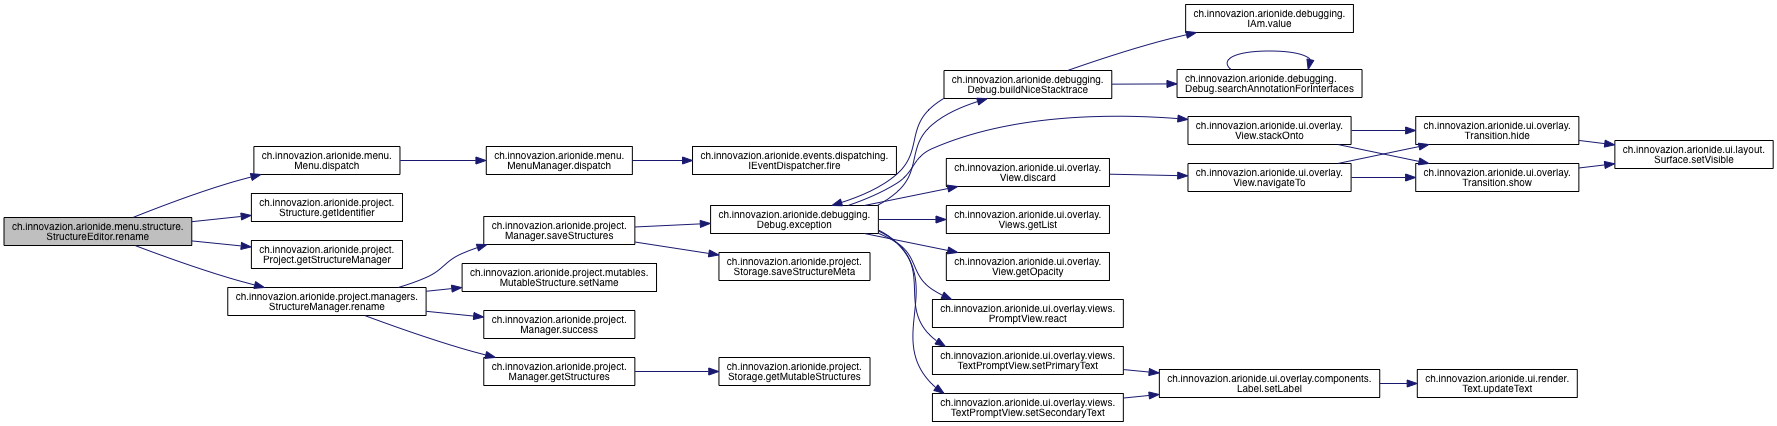 ch.innovazion.arionide.menu.structure.
StructureEditor.rename
ch.innovazion.arionide.menu.
Menu.dispatch
ch.innovazion.arionide.project.
Structure.getIdentifier
ch.innovazion.arionide.project.
Project.getStructureManager
ch.innovazion.arionide.project.managers.
StructureManager.rename
ch.innovazion.arionide.menu.
MenuManager.dispatch
ch.innovazion.arionide.project.
Manager.saveStructures
ch.innovazion.arionide.project.mutables.
MutableStructure.setName
ch.innovazion.arionide.project.
Manager.success
ch.innovazion.arionide.project.
Manager.getStructures
ch.innovazion.arionide.events.dispatching.
IEventDispatcher.fire
ch.innovazion.arionide.debugging.
Debug.exception
ch.innovazion.arionide.project.
Storage.saveStructureMeta
ch.innovazion.arionide.project.
Storage.getMutableStructures
ch.innovazion.arionide.debugging.
Debug.buildNiceStacktrace
ch.innovazion.arionide.ui.overlay.
View.discard
ch.innovazion.arionide.ui.overlay.
Views.getList
ch.innovazion.arionide.ui.overlay.
View.getOpacity
ch.innovazion.arionide.ui.overlay.views.
PromptView.react
ch.innovazion.arionide.ui.overlay.views.
TextPromptView.setPrimaryText
ch.innovazion.arionide.ui.overlay.views.
TextPromptView.setSecondaryText
ch.innovazion.arionide.debugging.
IAm.value
ch.innovazion.arionide.debugging.
Debug.searchAnnotationForInterfaces
ch.innovazion.arionide.ui.overlay.
View.stackOnto
ch.innovazion.arionide.ui.overlay.
View.navigateTo
ch.innovazion.arionide.ui.overlay.components.
Label.setLabel
ch.innovazion.arionide.ui.overlay.
Transition.hide
ch.innovazion.arionide.ui.overlay.
Transition.show
ch.innovazion.arionide.ui.render.
Text.updateText
ch.innovazion.arionide.ui.layout.
Surface.setVisible